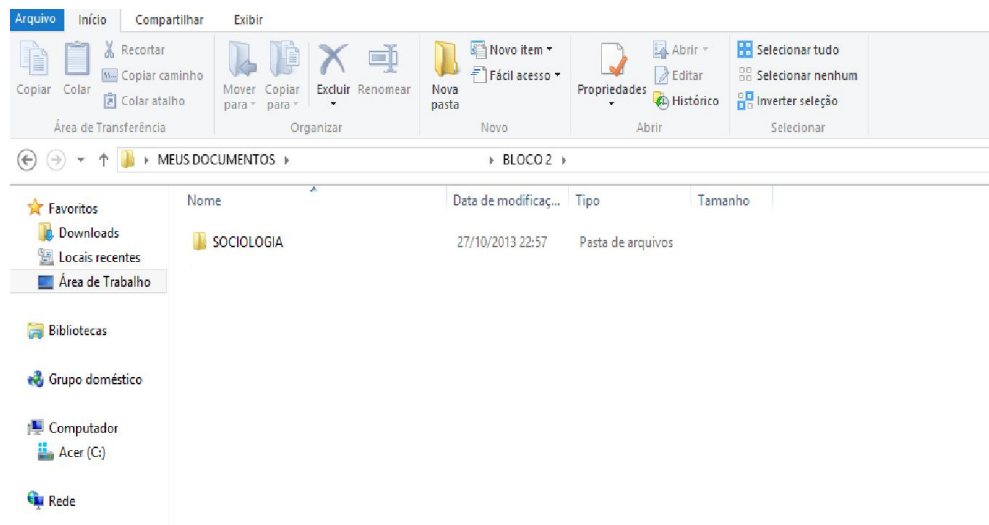 Arquivo Início Compartilhar Exibir
Copiar
Colar
Recortar
Copiar caminho
Colar atalho
Área de Transferência
Mover para
Copiar para
Excluir
Renomear
Organizar
Nova pasta
Novo item
Fácil acesso
Novo
Propriedades
Abrir
Editar
Histórico
Abrir
Selecionar tudo
Selecionar nenhum
Inverter seleção
Selecionar
MEUS DOCUMENTOS BLOCO 2
Nome Data de modificaç... Tipo Tamanho
SOCIOLOGIA 27/10/2013 22:57 Pasta de arquivos
Favoritos
Downloads
Locais recentes
Área de Trabalho
Bibliotecas
Grupo doméstico
Computador
Acer (C:)
Rede